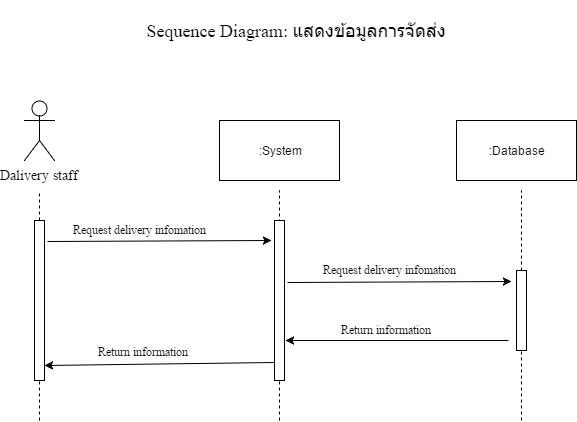 Sequence Diagram: แสดงข้อมูลการจัดส่ง
:System
:Database
Dalivery staff
Request delivery infomation
Request delivery infomation
Return information
Return information